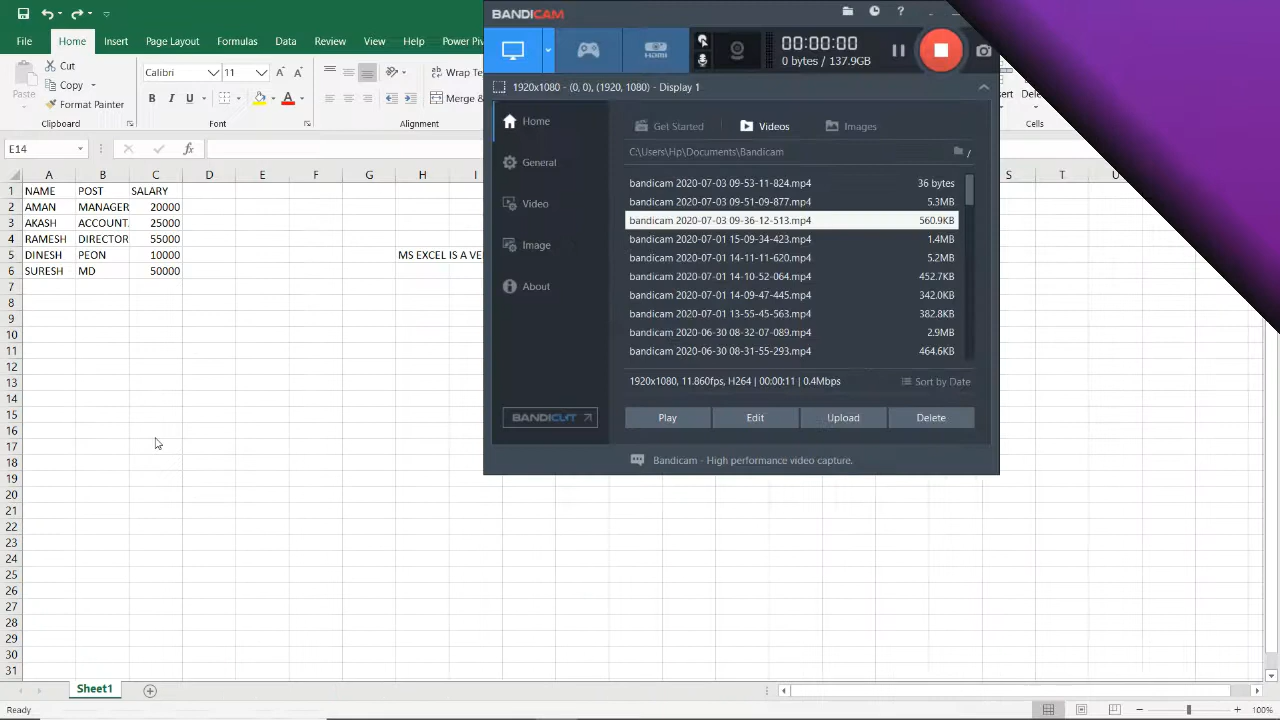 BANDICAM
File Home Insert Page Layout Formulas Data Review View Help Power Piv
00:00:00
0 bytes / 137.9GB
HDMI
Cut
Copy
Format Painter
Paste
Calibri 11
B I U
Wrap Te
Merge &
Clipboard Font Alignment
Delete
Cells
1920x1080 - (0, 0), (1920, 1080) - Display 1
Home
General
Video
Image
About
BANDICUT
Get Started Videos Images
C:\Users\Hp\Documents\Bandicam
bandicam 2020-07-03 09-53-11-824.mp4 36 bytes
bandicam 2020-07-03 09-51-09-877.mp4 5.3MB
bandicam 2020-07-03 09-36-12-513.mp4 560.9KB
bandicam 2020-07-01 15-09-34-423.mp4 1.4MB
bandicam 2020-07-01 14-11-11-620.mp4 5.2MB
bandicam 2020-07-01 14-10-52-064.mp4 452.7KB
bandicam 2020-07-01 14-09-47-445.mp4 342.0KB
bandicam 2020-07-01 13-55-45-563.mp4 382.8KB
bandicam 2020-06-30 08-32-07-089.mp4 2.9MB
bandicam 2020-06-30 08-31-55-293.mp4 464.6KB
1920x1080, 11.860fps, H264 | 00:00:11 | 0.4Mbps Sort by Date
Play Edit Upload Delete
Bandicam - High performance video capture.
E14 fx
A B C D E F G H I S T U
1 NAME POST SALARY
2 AMAN MANAGER 20000
3 AKASH ACCOUNT 25000
4 RAMESH DIRECTOR 55000
5 DINESH PEON 10000 MS EXCEL IS A VE
6 SURESH MD 50000
7
8
9
10
11
12
13
14
15
16
17
18
19
20
21
22
23
24
25
26
27
28
29
30
31
Sheet1
Ready 100%